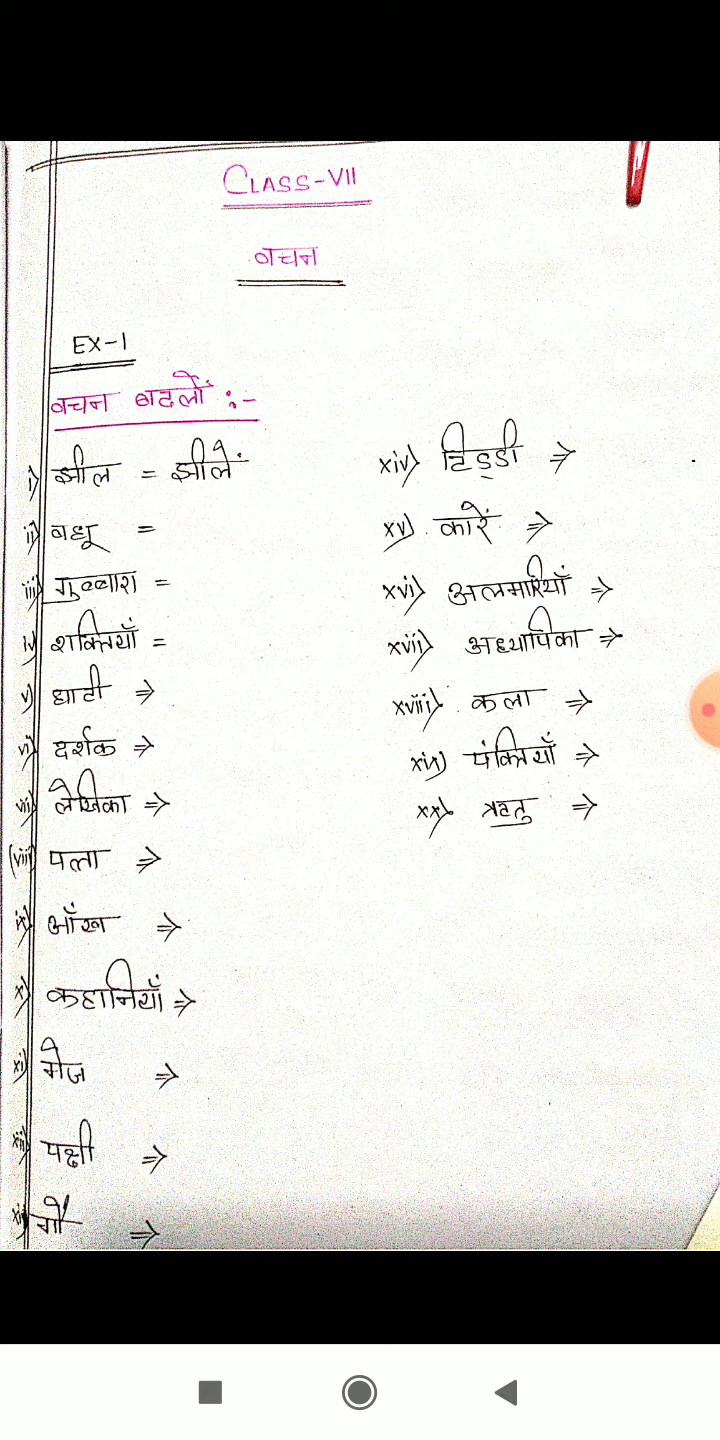 CLASS-VII
वचन
EX-1
वचन बदलों :-
i) झील = झीलें
ii) वधू =
iii) गुब्बारा =
iv) शक्तियाँ =
v) घाटी ⇒
vi) दर्शक ⇒
vii) लेखिका ⇒
(viii) पत्ता ⇒
ix) आँख ⇒
x) कहानियाँ ⇒
xi) मेज ⇒
xii) पक्षी ⇒
xiii) गौ ⇒
xiv) टिड्डी ⇒
xv) कारें ⇒
xvi) अलमारियाँ ⇒
xvii) अध्यापिका ⇒
xviii) कला ⇒
xix) पंक्तियाँ ⇒
xx) ऋतु ⇒